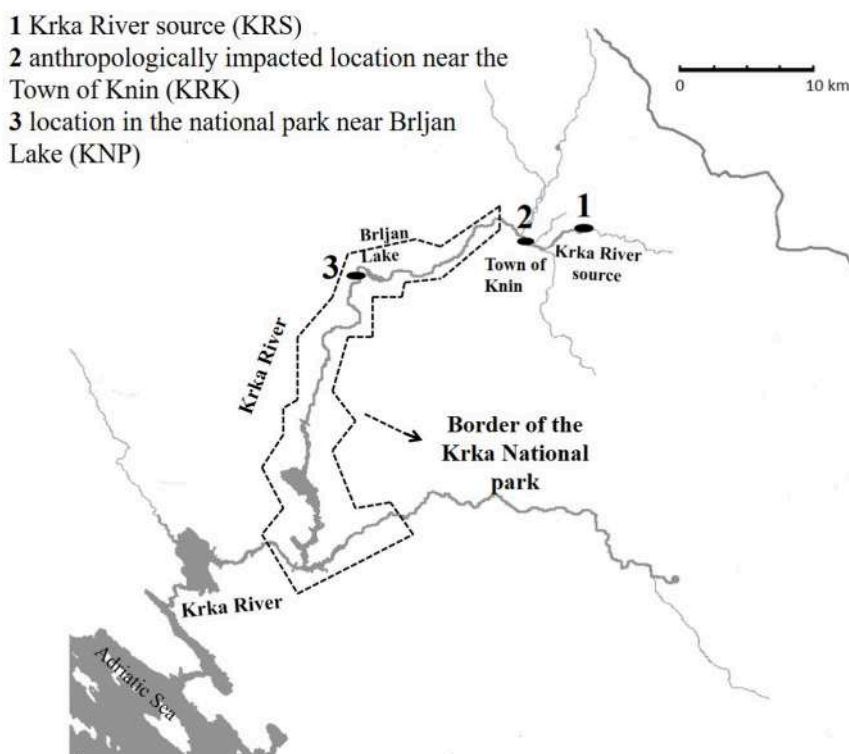 1 Krka River source (KRS)
2 anthropologically impacted location near the
Town of Knin (KRK)
3 location in the national park near Brljan
Lake (KNP)
0 10 km
2
1
Brljan
Lake
3
Town of
Knin
Krka River
source
Krka River
Border of the
Krka National
park
Krka River
Adriatic Sea